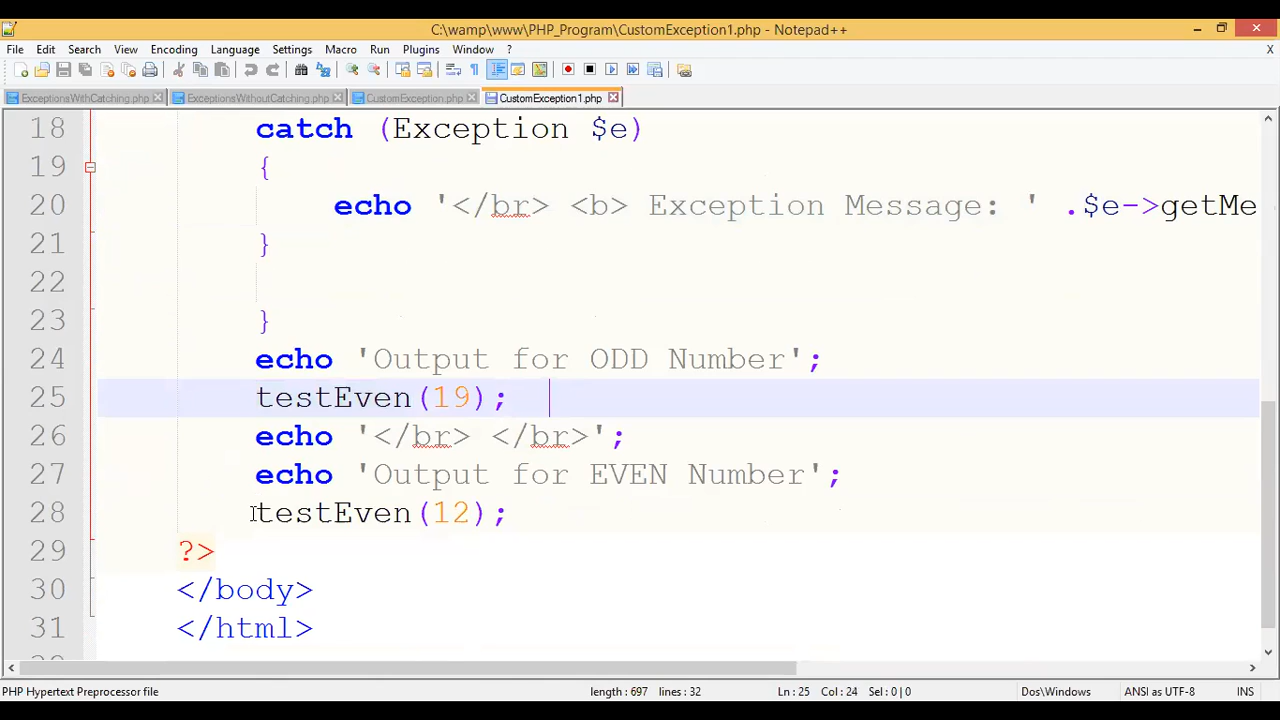 C:\wamp\www\PHP_Program\CustomException1.php - Notepad++
File Edit Search View Encoding Language Settings Macro Run Plugins Window ? X
ExceptionsWithCatching.php ExceptionsWithoutCatching.php CustomException.php CustomException1.php
18 catch (Exception $e)
19 {
20 echo '</br> <b> Exception Message: ' .$e->getMe
21 }
22
23 }
24 echo 'Output for ODD Number';
25 testEven(19);
26 echo '</br> </br>';
27 echo 'Output for EVEN Number';
28 testEven(12);
29 ?>
30 </body>
31 </html>
PHP Hypertext Preprocessor file length : 697 lines : 32 Ln : 25 Col : 24 Sel : 0 | 0 Dos\Windows ANSI as UTF-8 INS